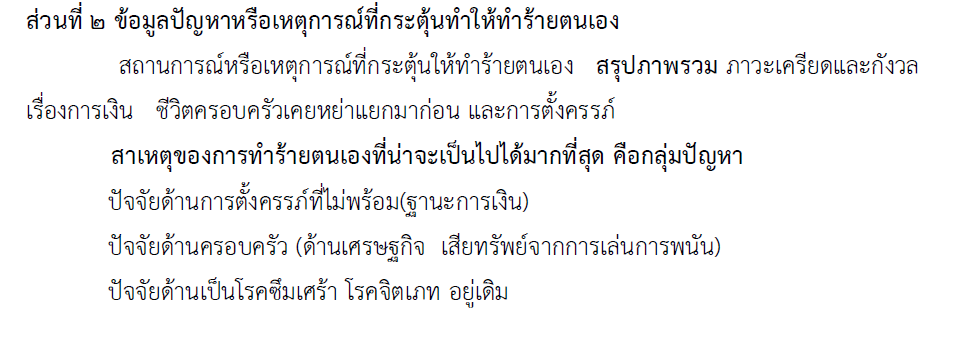 ส่วนที่ ๒ ข้อมูลปัญหาหรือเหตุการณ์ที่กระตุ้นทำให้ทำร้ายตนเอง
สถานการณ์หรือเหตุการณ์ที่กระตุ้นให้ทำร้ายตนเอง สรุปภาพรวม ภาวะเครียดและกังวล
เรื่องการเงิน ชีวิตครอบครัวเคยหย่าแยกมาก่อน และการตั้งครรภ์
สาเหตุของการทำร้ายตนเองที่น่าจะเป็นไปได้มากที่สุด คือกลุ่มปัญหา
ปัจจัยด้านการตั้งครรภ์ที่ไม่พร้อม(ฐานะการเงิน)
ปัจจัยด้านครอบครัว (ด้านเศรษฐกิจ เสียทรัพย์จากการเล่นการพนัน)
ปัจจัยด้านเป็นโรคซึมเศร้า โรคจิตเภท อยู่เดิม